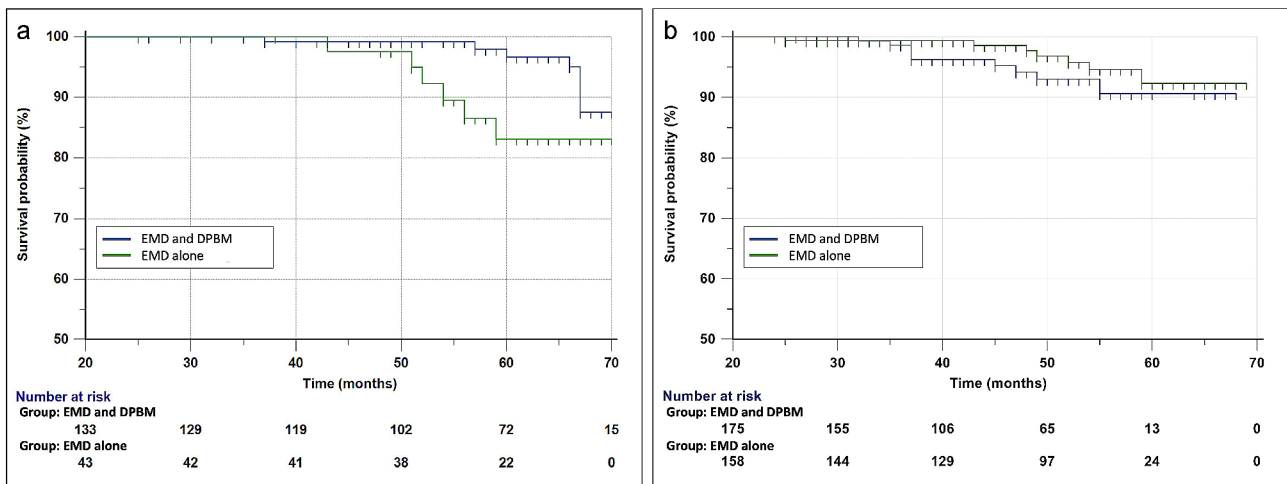 a
Survival probability (%)
100
90
80
70
60
50
EMD and DPBM
EMD alone
20 30 40 50 60 70
Time (months)
Number at risk
Group: EMD and DPBM
133 129 119 102 72 15
Group: EMD alone
43 42 41 38 22 0
b
Survival probability (%)
100
90
80
70
60
50
EMD and DPBM
EMD alone
20 30 40 50 60 70
Time (months)
Number at risk
Group: EMD and DPBM
175 155 106 65 13 0
Group: EMD alone
158 144 129 97 24 0